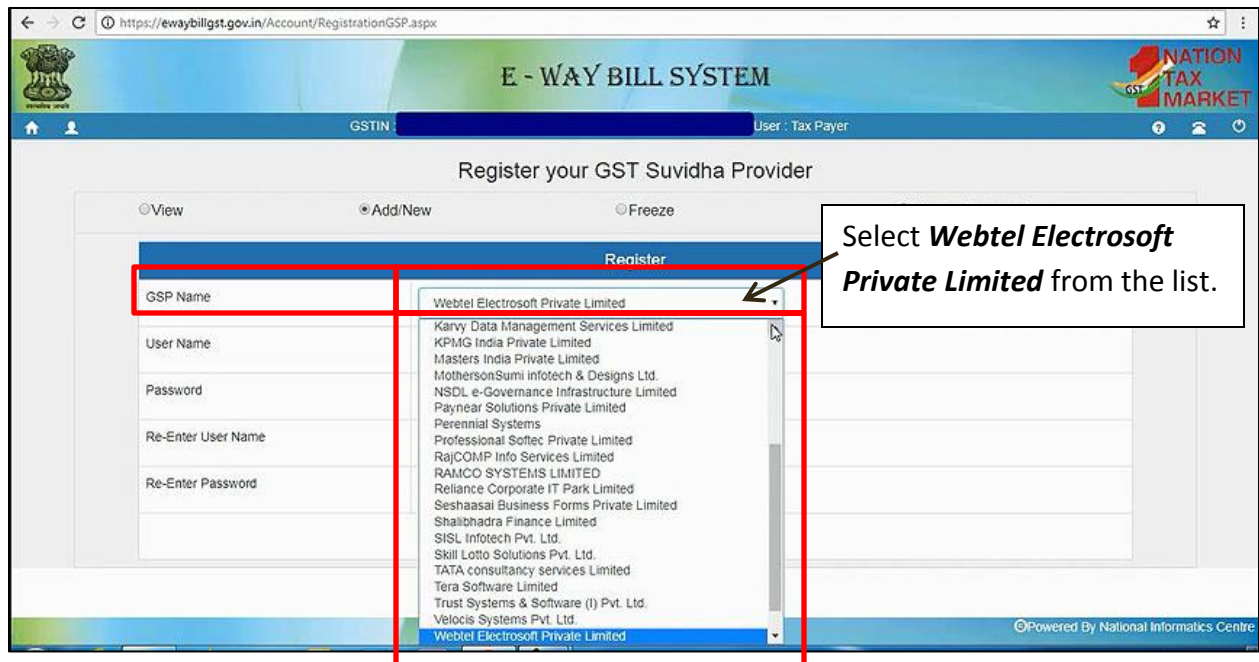 https://ewaybillgst.gov.in/Account/RegistrationGSP.aspx
E - WAY BILL SYSTEM
NATION
TAX
MARKET
GST
सत्यमेव जयते
GSTIN :
User : Tax Payer
Register your GST Suvidha Provider
View
Add/New
Freeze
Select Webtel Electrosoft
Private Limited from the list.
Register
GSP Name
Webtel Electrosoft Private Limited
User Name
Password
Re-Enter User Name
Re-Enter Password
Karvy Data Management Services Limited
KPMG India Private Limited
Masters India Private Limited
MothersonSumi infotech & Designs Ltd.
NSDL e-Governance Infrastructure Limited
Paynear Solutions Private Limited
Perennial Systems
Professional Softec Private Limited
RajCOMP Info Services Limited
RAMCO SYSTEMS LIMITED
Reliance Corporate IT Park Limited
Seshaasai Business Forms Private Limited
Shalibhadra Finance Limited
SISL Infotech Pvt. Ltd.
Skill Lotto Solutions Pvt. Ltd.
TATA consultancy services Limited
Tera Software Limited
Trust Systems & Software (I) Pvt. Ltd.
Velocis Systems Pvt. Ltd.
Webtel Electrosoft Private Limited
©Powered By National Informatics Centre